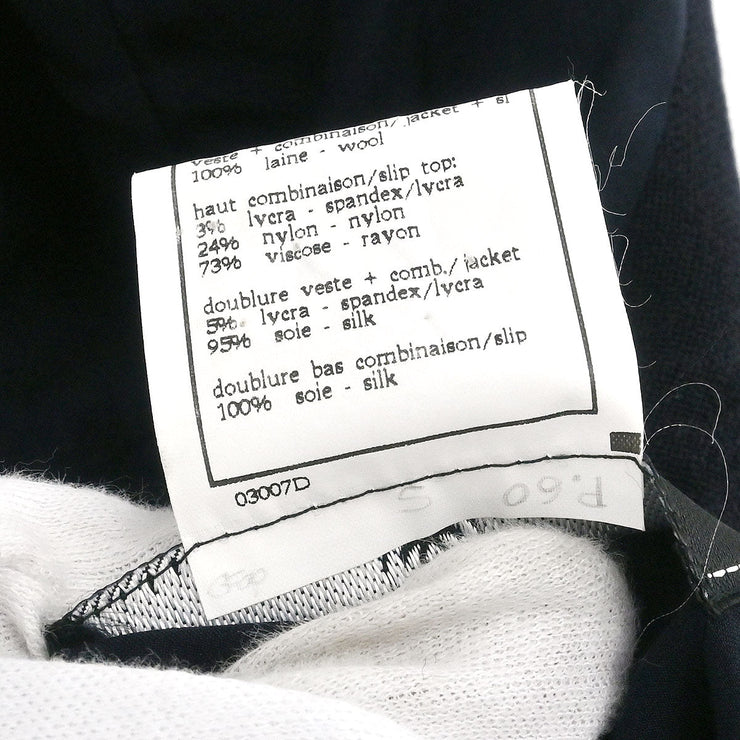 veste + combinaison/ jacket + sl
100% laine - wool
haut combinaison/slip top:
3% lycra - spandex/lycra
24% nylon - nylon
73% viscose - rayon
doublure veste + comb./ jacket
5% lycra - spandex/lycra
95% soie - silk
doublure bas combinaison/slip
100% soie - silk
03007D
P.60 S